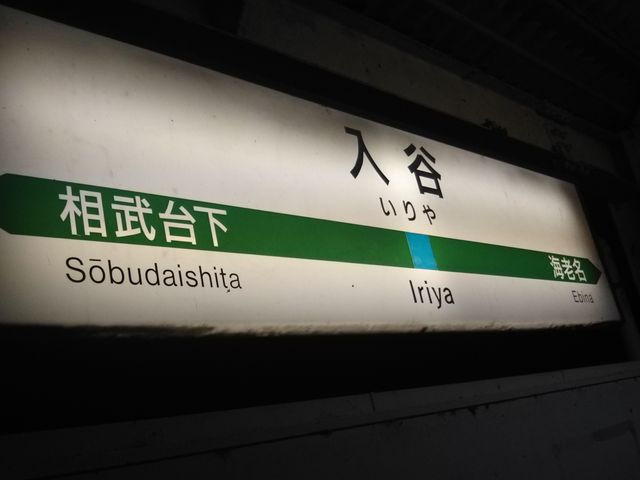 入谷
いりや
相武台下
海老名
Sōbudaishita
Iriya
Ebina